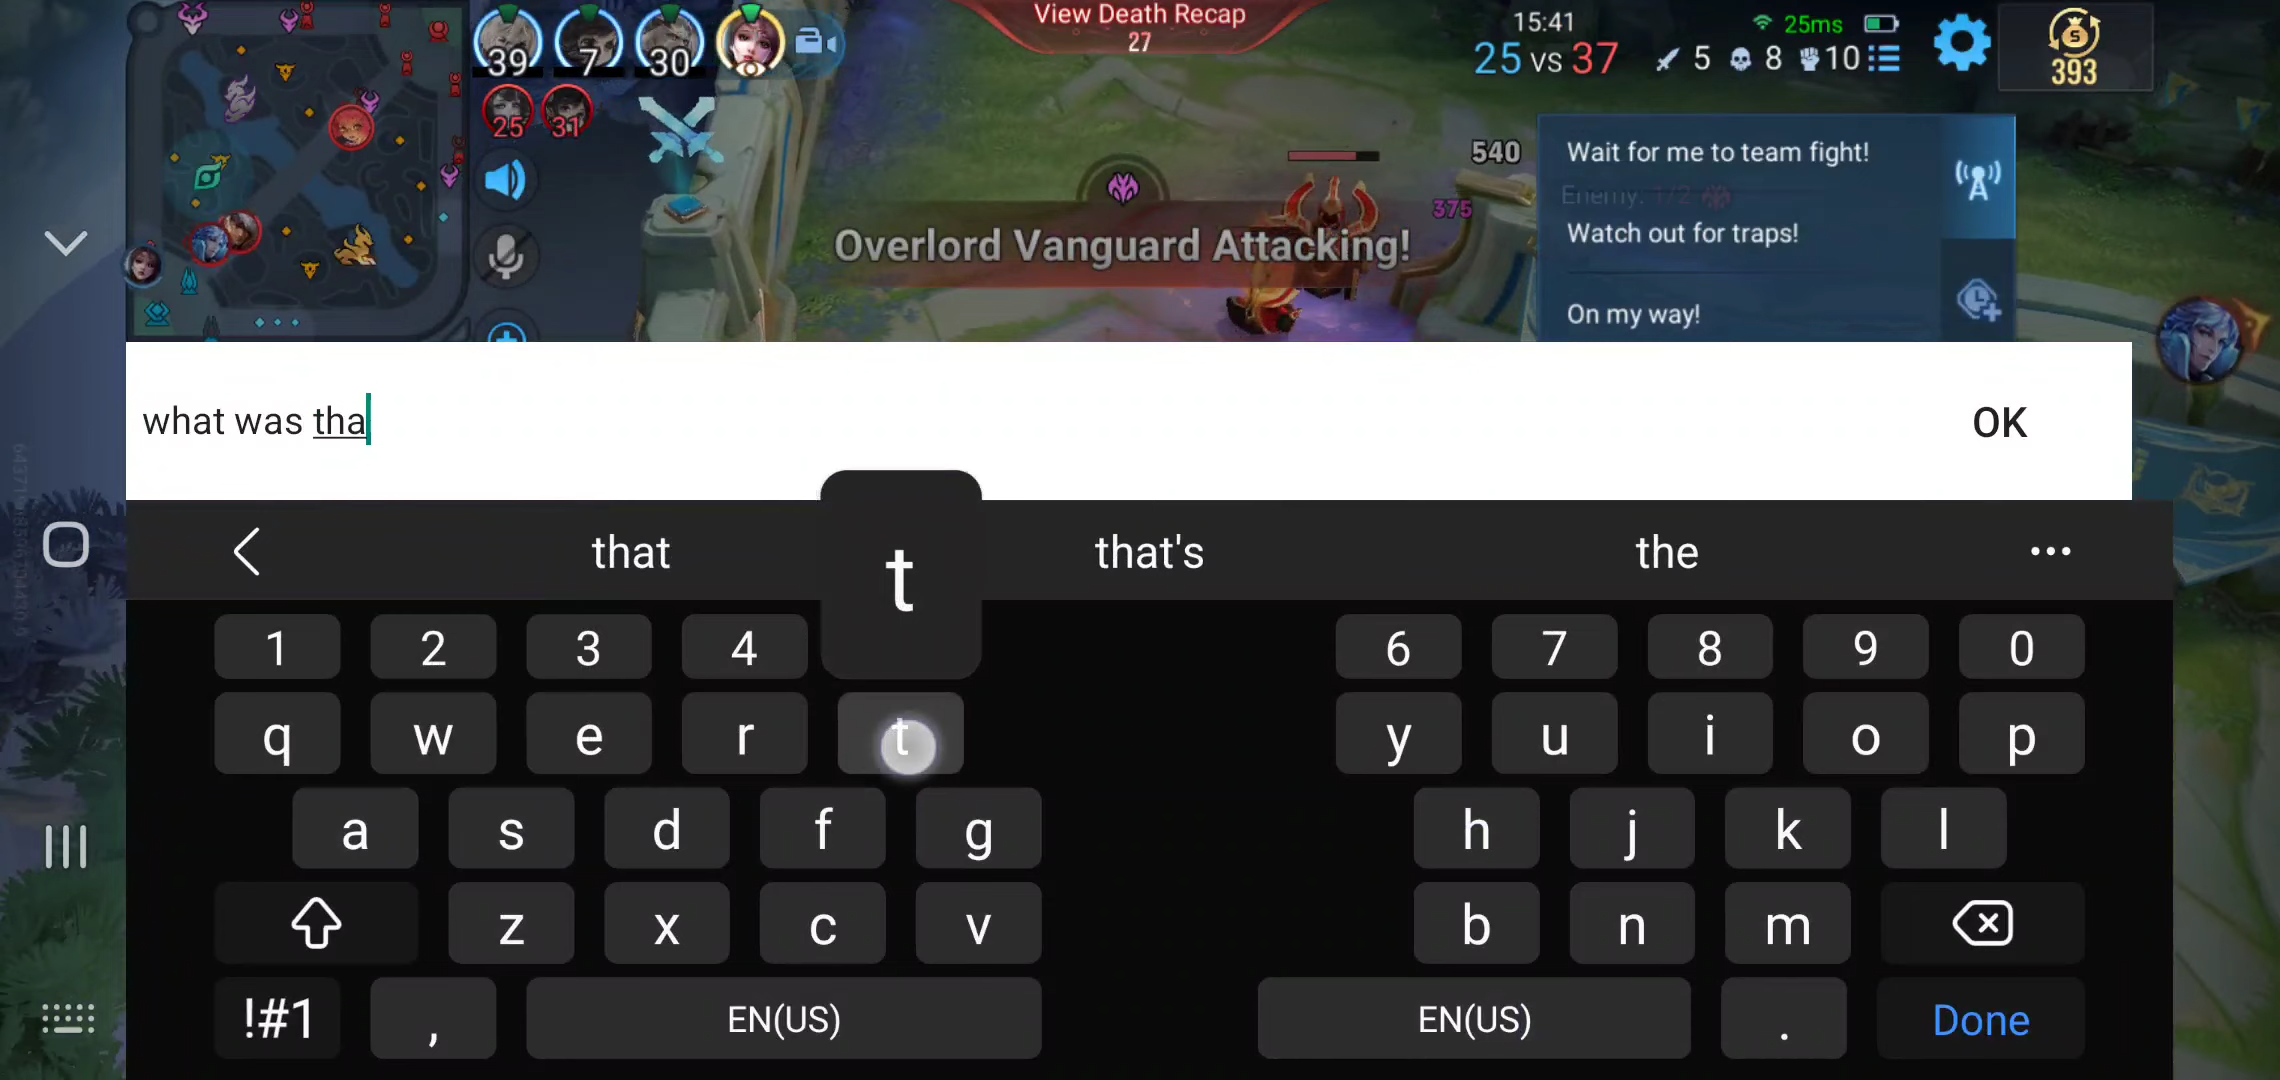 View Death Recap
27
15:41
25ms
25 vs 37
5
8
10
393
39
7
30
25
31
540
375
Overlord Vanguard Attacking!
Wait for me to team fight!
Enemy: 1/2
Watch out for traps!
On my way!
what was tha
OK
that
t
that's
the
1 2 3 4 6 7 8 9 0
q w e r t y u i o p
a s d f g h j k l
z x c v b n m
!#1 , EN(US) EN(US) . Done